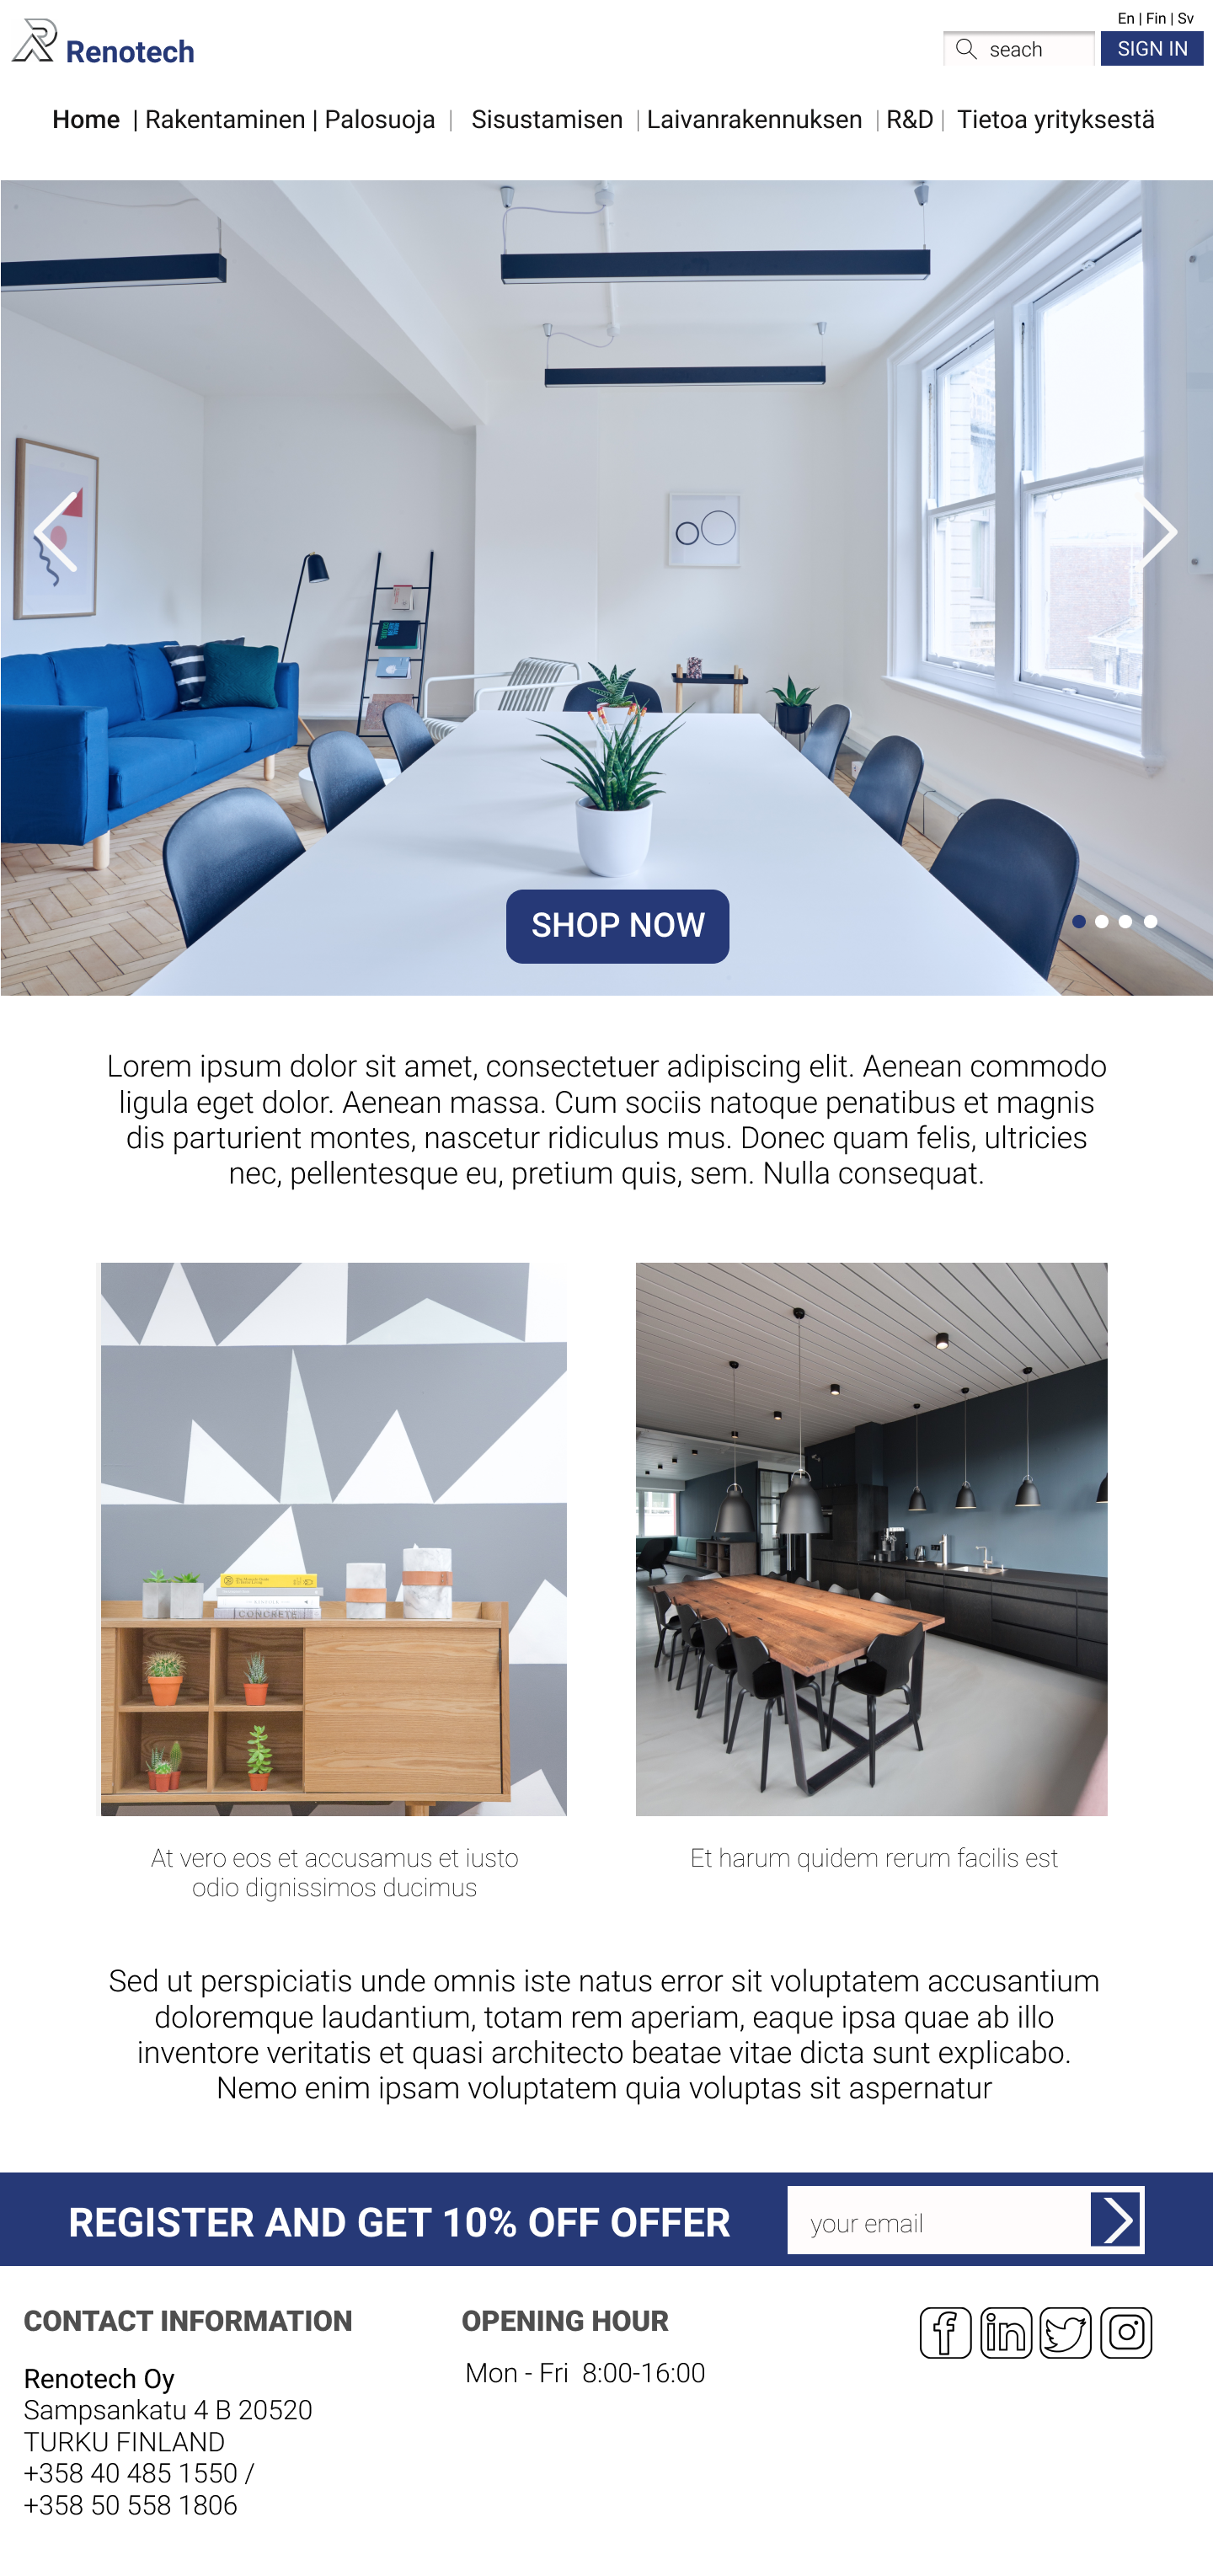 En | Fin | Sv
Renotech
seach
SIGN IN
Home | Rakentaminen | Palosuoja | Sisustamisen | Laivanrakennuksen | R&D | Tietoa yrityksestä
SHOP NOW
Lorem ipsum dolor sit amet, consectetuer adipiscing elit. Aenean commodo
ligula eget dolor. Aenean massa. Cum sociis natoque penatibus et magnis
dis parturient montes, nascetur ridiculus mus. Donec quam felis, ultricies
nec, pellentesque eu, pretium quis, sem. Nulla consequat.
CONCRETE
At vero eos et accusamus et iusto
odio dignissimos ducimus
Et harum quidem rerum facilis est
Sed ut perspiciatis unde omnis iste natus error sit voluptatem accusantium
doloremque laudantium, totam rem aperiam, eaque ipsa quae ab illo
inventore veritatis et quasi architecto beatae vitae dicta sunt explicabo.
Nemo enim ipsam voluptatem quia voluptas sit aspernatur
REGISTER AND GET 10% OFF OFFER
your email
CONTACT INFORMATION
Renotech Oy
Sampsankatu 4 B 20520
TURKU FINLAND
+358 40 485 1550 /
+358 50 558 1806
OPENING HOUR
Mon - Fri 8:00-16:00